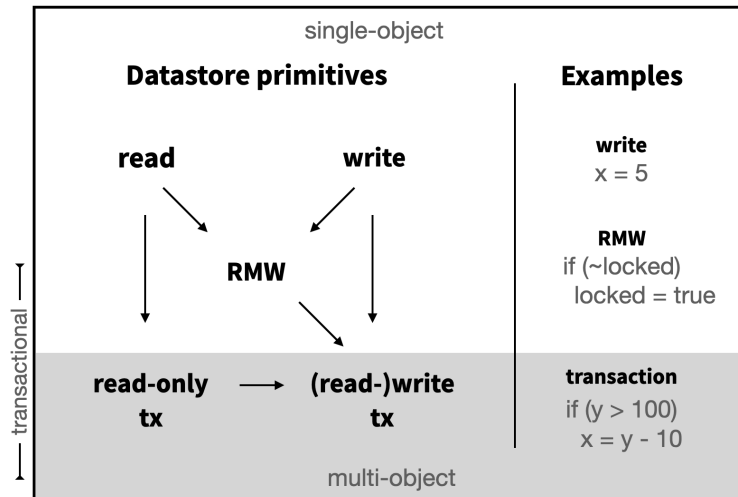 single-object
Datastore primitives
Examples
read
write
write
x = 5
RMW
RMW
if (~locked)
locked = true
transactional
read-only
tx
(read-)write
tx
transaction
if (y > 100)
x = y - 10
multi-object